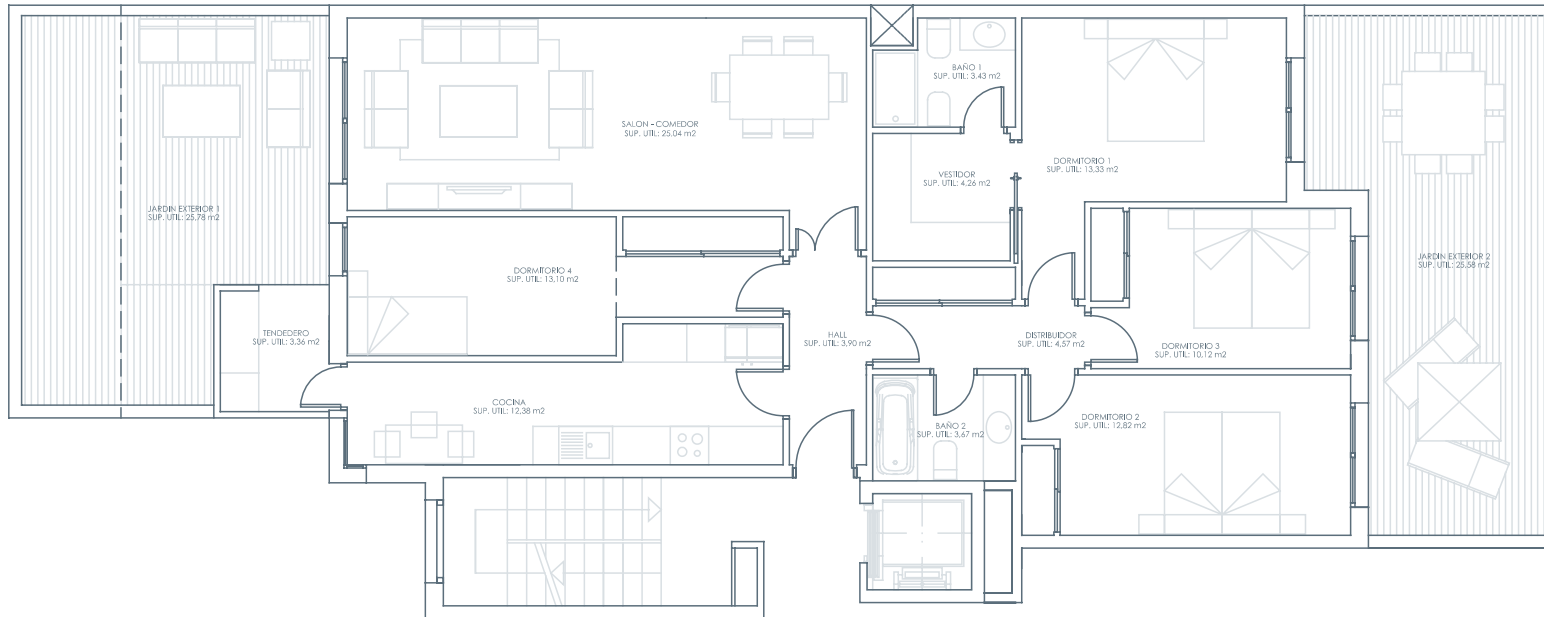 BAÑO 1
SUP. UTIL: 3,43 m2
SALON - COMEDOR
SUP. UTIL: 25,04 m2
DORMITORIO 1
SUP. UTIL: 13,33 m2
VESTIDOR
SUP. UTIL: 4,26 m2
JARDIN EXTERIOR 1
SUP. UTIL: 25,78 m2
DORMITORIO 4
SUP. UTIL: 13,10 m2
JARDIN EXTERIOR 2
SUP. UTIL: 25,58 m2
TENDEDERO
SUP. UTIL: 3,36 m2
HALL
SUP. UTIL: 3,90 m2
DISTRIBUIDOR
SUP. UTIL: 4,57 m2
DORMITORIO 3
SUP. UTIL: 10,12 m2
COCINA
SUP. UTIL: 12,38 m2
BAÑO 2
SUP. UTIL: 3,67 m2
DORMITORIO 2
SUP. UTIL: 12,82 m2